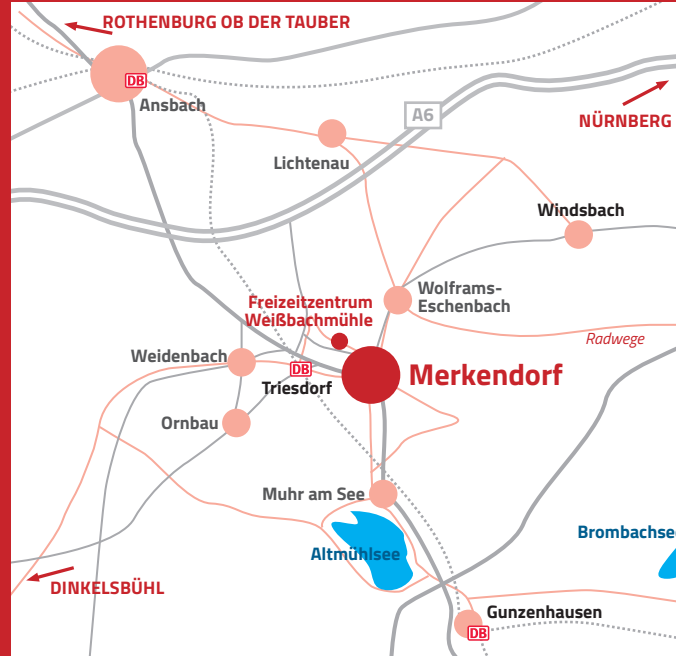 ROTHENBURG OB DER TAUBER
DB
Ansbach
A6
NÜRNBERG
Lichtenau
Windsbach
Wolframs-
Eschenbach
Freizeitzentrum
Weißbachmühle
Radwege
Weidenbach
DB
Triesdorf
Merkendorf
Ornbau
Muhr am See
Altmühlsee
Brombachsee
DINKELSBÜHL
Gunzenhausen
DB